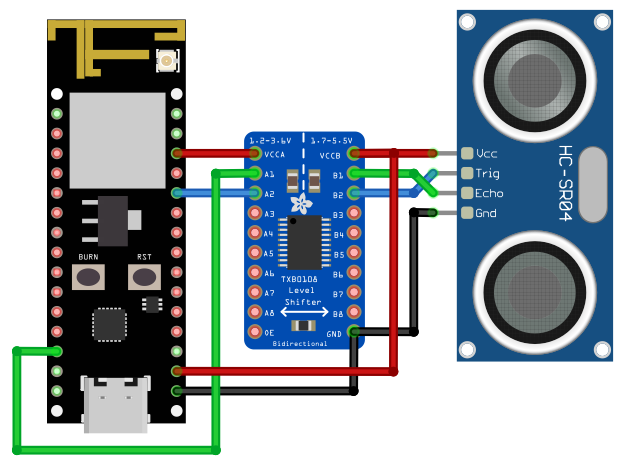 BURN RST
1.2-3.6V 1.7-5.5V
VCCA VCCB
A1 B1
A2 B2
A3 B3
A4 B4
A5 B5
A6 B6
A7 B7
A8 B8
OE GND
TXB0108
Level
Shifter
Bidirectional
Vcc
Trig
Echo
Gnd
HC-SR04